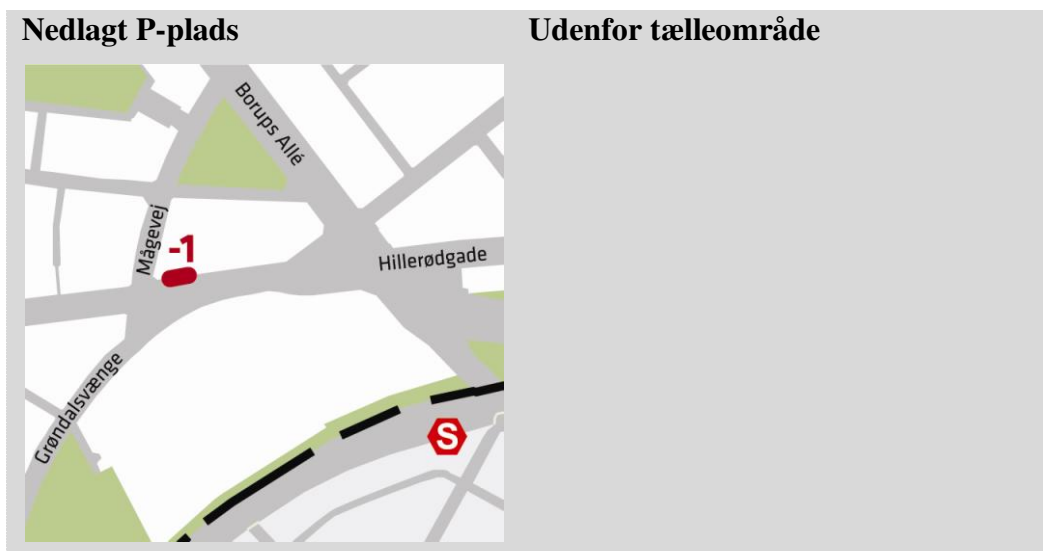 Nedlagt P-plads
Udenfor tælleområde
Borups Allé
Mågevej
-1
Hillerødgade
Grøndalsvænge
S